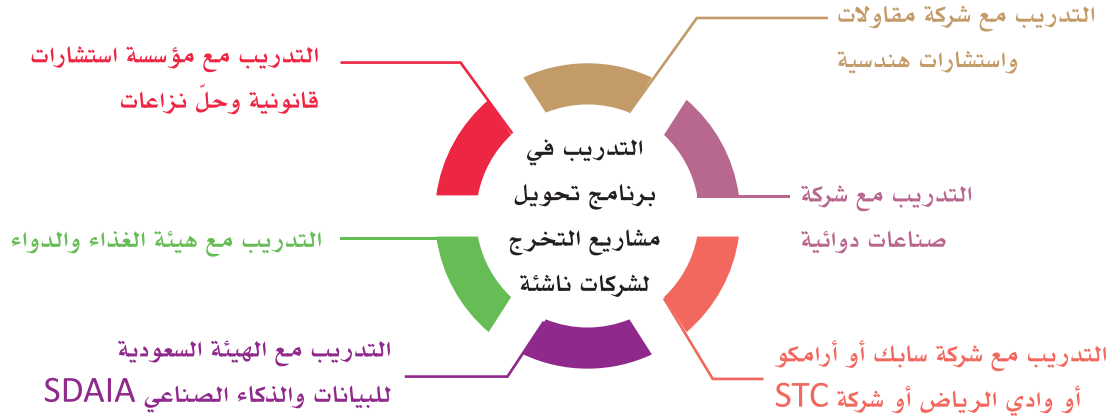 التدريب مع شركة مقاولات
واستشارات هندسية
التدريب مع مؤسسة استشارات
قانونية وحلّ نزاعات
التدريب في
برنامج تحويل
مشاريع التخرج
لشركات ناشئة
التدريب مع شركة
صناعات دوائية
التدريب مع هيئة الغذاء والدواء
التدريب مع شركة سابك أو أرامكو
أو وادي الرياض أو شركة STC
التدريب مع الهيئة السعودية
للبيانات والذكاء الصناعي SDAIA